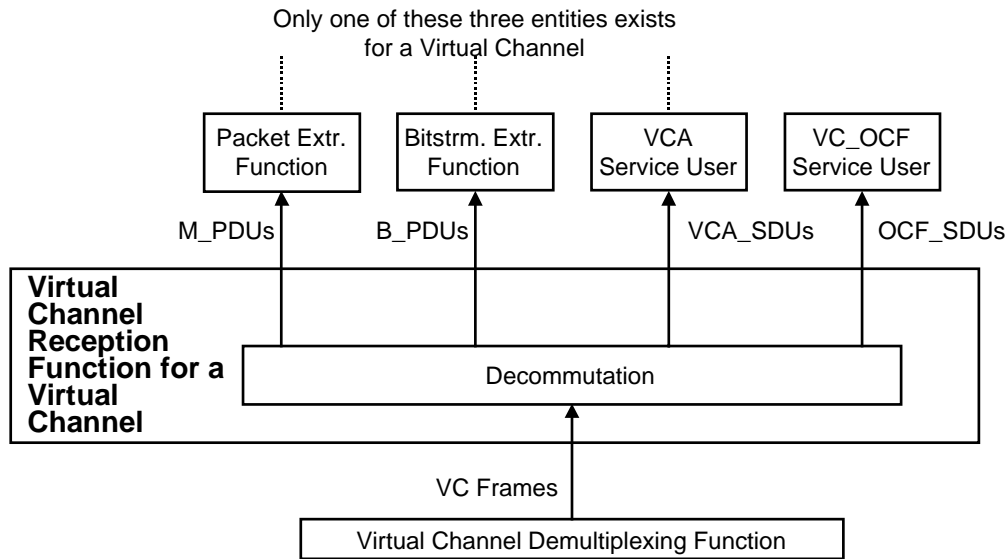 Only one of these three entities exists
for a Virtual Channel
Packet Extr.
Function
Bitstrm. Extr.
Function
VCA
Service User
VC_OCF
Service User
M_PDUs
B_PDUs
VCA_SDUs
OCF_SDUs
Virtual
Channel
Reception
Function for a
Virtual
Channel
Decommutation
VC Frames
Virtual Channel Demultiplexing Function